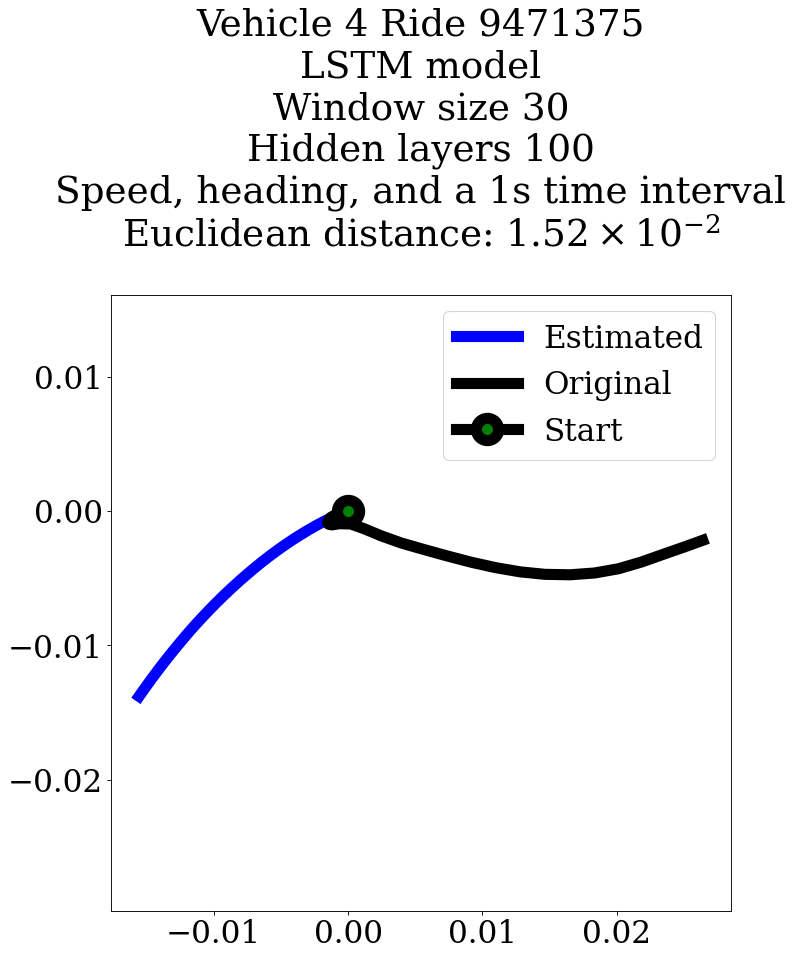 Vehicle 4 Ride 9471375
LSTM model
Window size 30
Hidden layers 100
Speed, heading, and a 1s time interval
Euclidean distance: 1.52 × 10⁻²
Estimated
Original
Start
0.01
0.00
−0.01
−0.02
−0.01 0.00 0.01 0.02